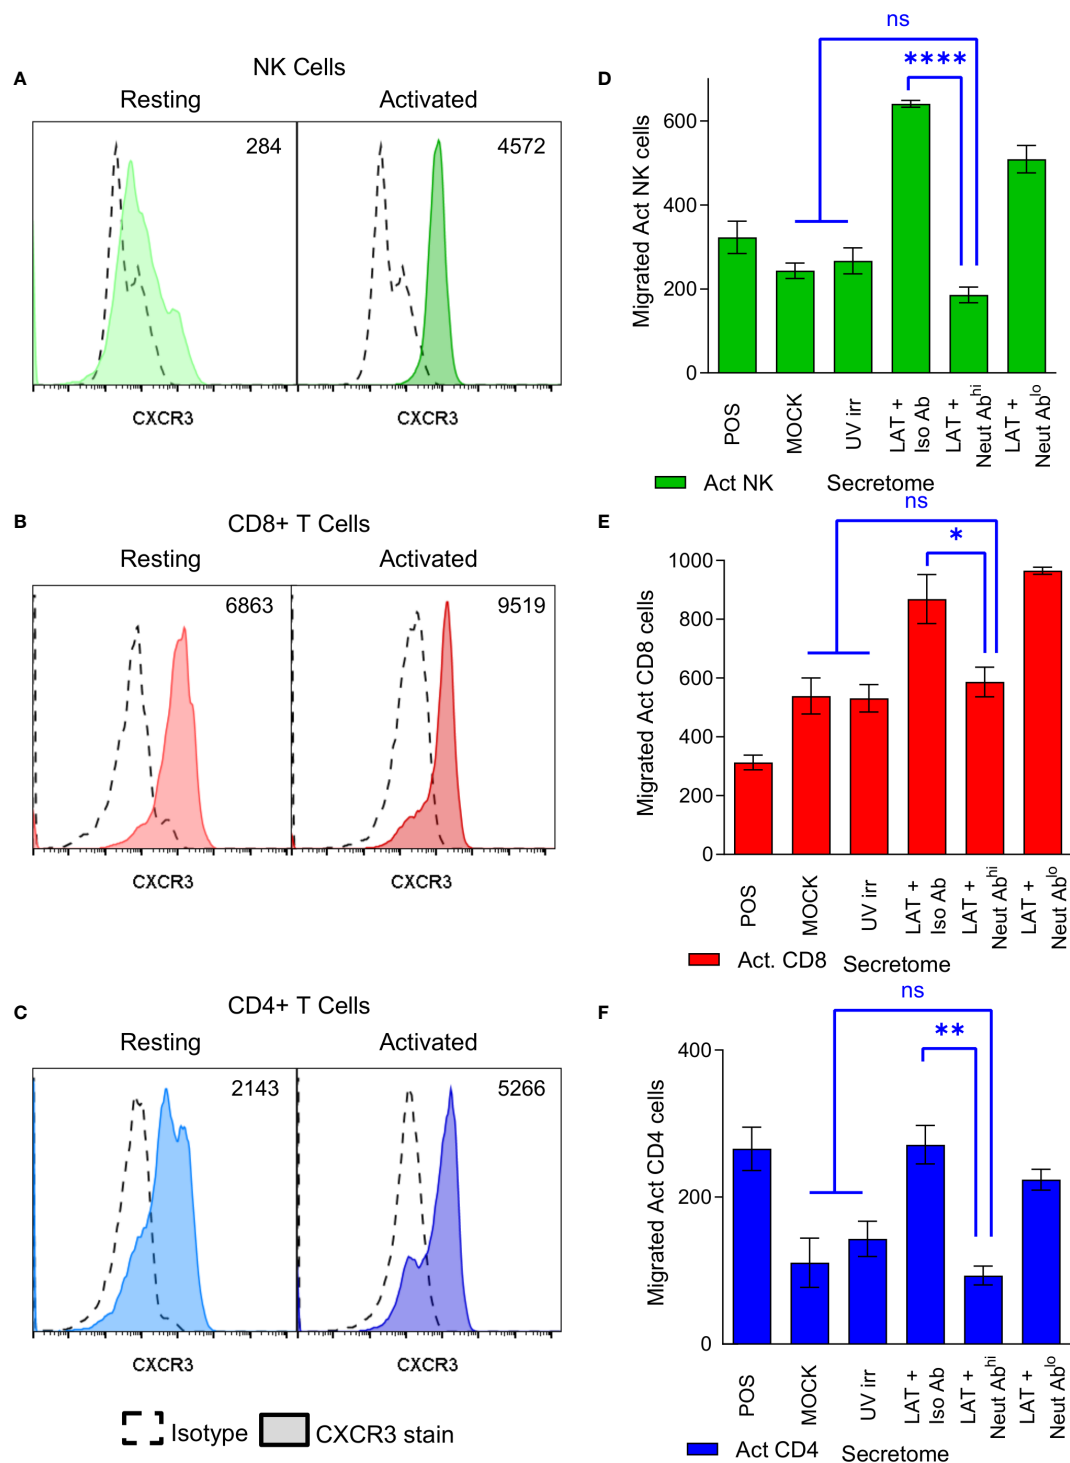 A
NK Cells
Resting
Activated
284
4572
CXCR3
CXCR3
B
CD8+ T Cells
Resting
Activated
6863
9519
CXCR3
CXCR3
C
CD4+ T Cells
Resting
Activated
2143
5266
CXCR3
CXCR3
Isotype
CXCR3 stain
D
ns
****
Migrated Act NK cells
600
400
200
0
POS
MOCK
UV irr
LAT +
Iso Ab
LAT +
Neut Abhi
LAT +
Neut Ablo
Act NK
Secretome
E
ns
*
Migrated Act CD8 cells
1000
800
600
400
200
0
POS
MOCK
UV irr
LAT +
Iso Ab
LAT +
Neut Abhi
LAT +
Neut Ablo
Act. CD8
Secretome
F
ns
**
Migrated Act CD4 cells
400
200
0
POS
MOCK
UV irr
LAT +
Iso Ab
LAT +
Neut Abhi
LAT +
Neut Ablo
Act CD4
Secretome